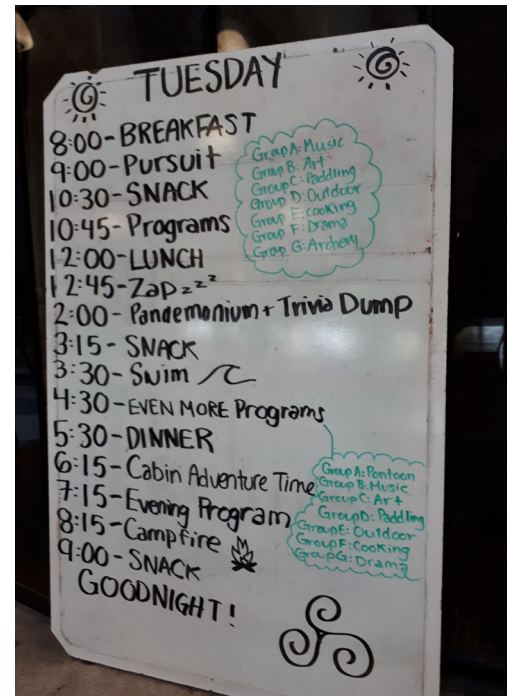 TUESDAY
8:00-BREAKFAST
9:00-Pursuit
10:30-SNACK
10:45-Programs
Group A: Music
Group B: Art
Group C: Paddling
Group D: Outdoor
Group E: cooking
Group F: Drama
Group G: Archery
12:00-LUNCH
12:45-Zap zzz
2:00-Pandemonium + Trivia Dump
3:15-SNACK
3:30-Swim
4:30-EVEN MORE Programs
5:30-DINNER
6:15-Cabin Adventure Time
7:15-Evening Program
8:15-Campfire
9:00-SNACK
GOODNIGHT!
Group A: Pontoon
Group B: Music
Group C: Art
Group D: Paddling
Group E: Outdoor
Group F: Cooking
Group G: Drama